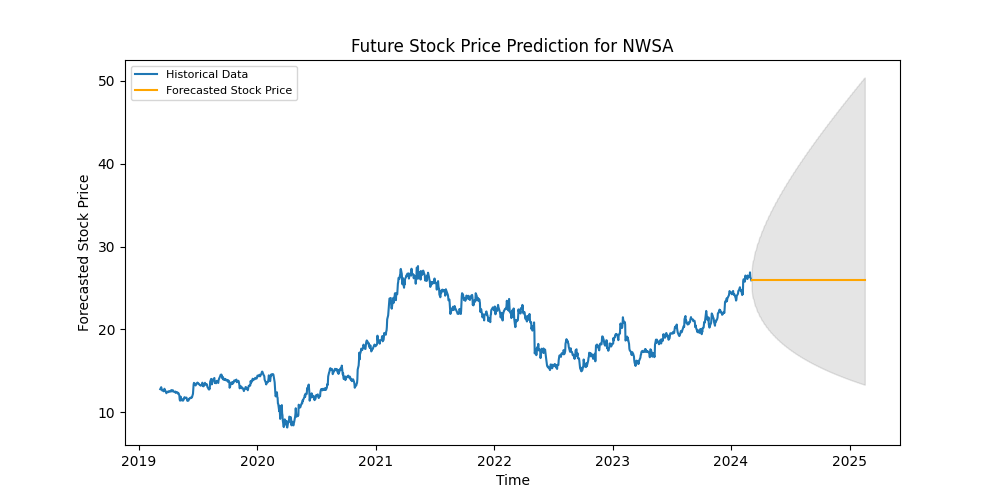 Future Stock Price Prediction for NWSA
Historical Data
Forecasted Stock Price
50
40
30
20
10
Forecasted Stock Price
2019 2020 2021 2022 2023 2024 2025
Time